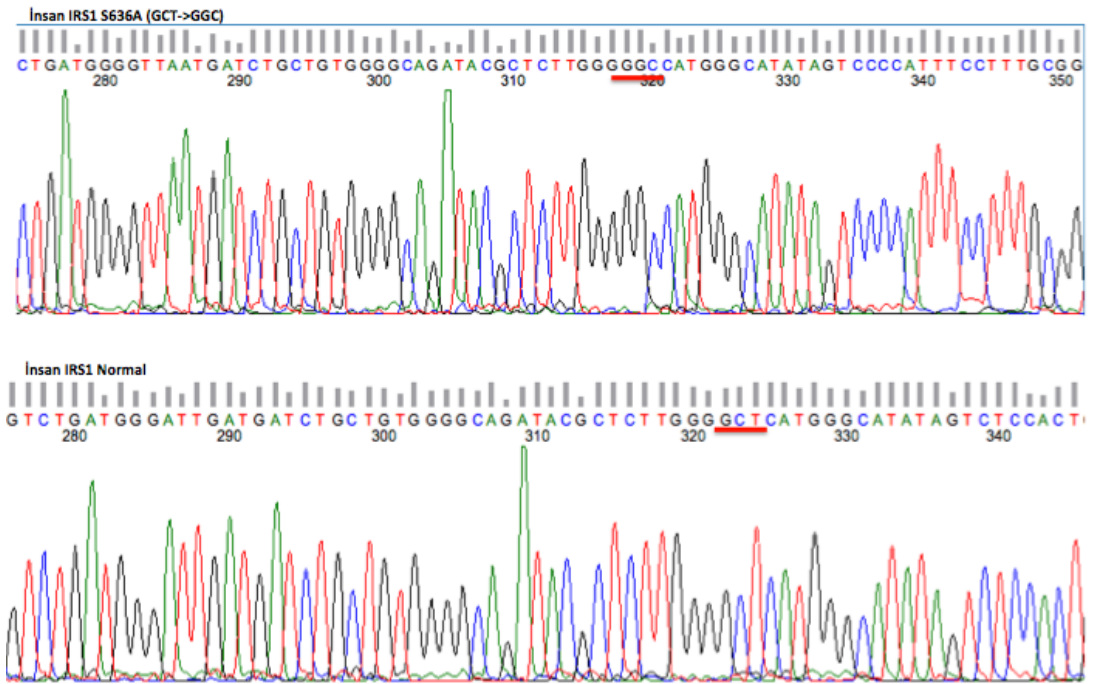 İnsan IRS1 S636A (GCT->GGC)
CTGATGGGGTTAATGATCTGCTGTGGGGCAGATACGCTCTTGGGGGCCATGGGCATATAGTCCCCATTTCCTTTGCGG
280 290 300 310 320 330 340 350
İnsan IRS1 Normal
GTCTGATGGGATTGATGATCTGCTGTGGGGCAGATACGCTCTTGGGGCTCATGGGCATATAGTCTCCACT
280 290 300 310 320 330 340